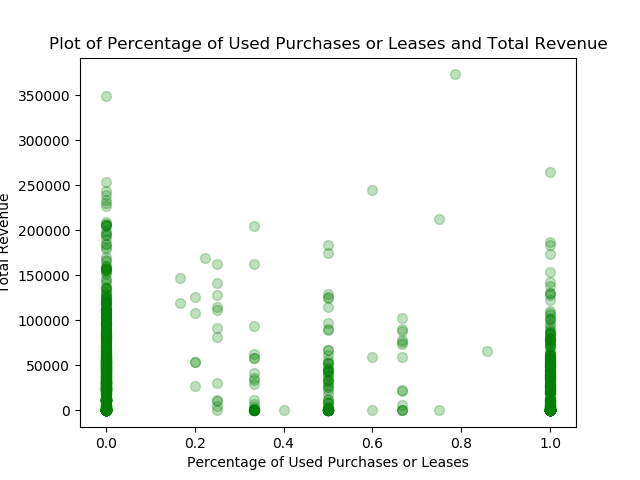 Plot of Percentage of Used Purchases or Leases and Total Revenue
350000
300000
250000
200000
150000
100000
50000
0
Total Revenue
0.0 0.2 0.4 0.6 0.8 1.0
Percentage of Used Purchases or Leases